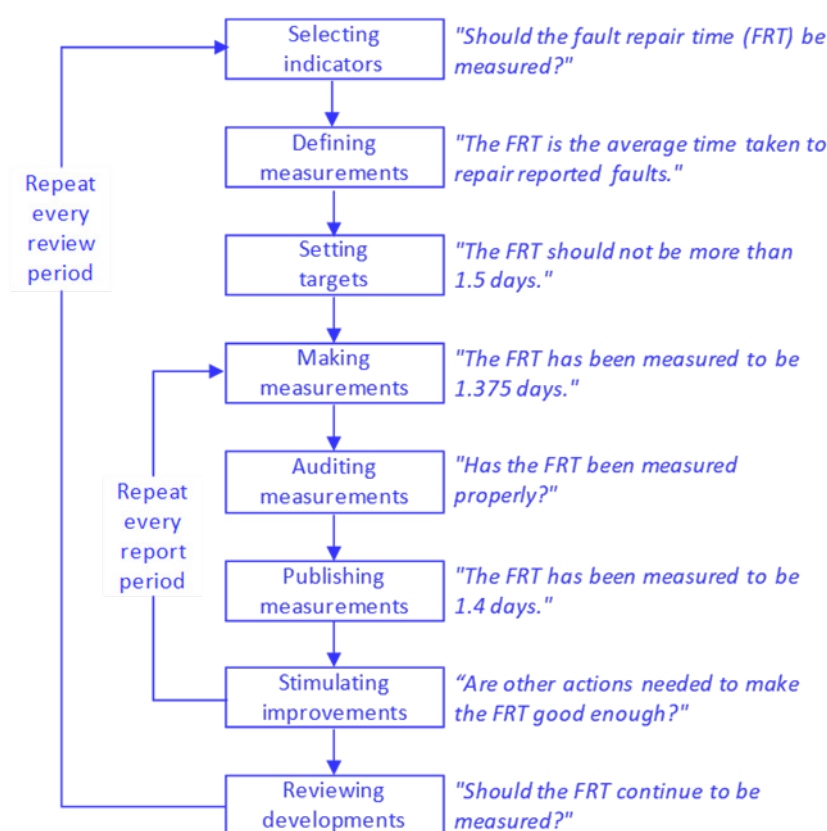 Selecting
indicators
"Should the fault repair time (FRT) be
measured?"
Defining
measurements
"The FRT is the average time taken to
repair reported faults."
Repeat
every
review
period
Setting
targets
"The FRT should not be more than
1.5 days."
Making
measurements
"The FRT has been measured to be
1.375 days."
Auditing
measurements
"Has the FRT been measured
properly?"
Repeat
every
report
period
Publishing
measurements
"The FRT has been measured to be
1.4 days."
Stimulating
improvements
“Are other actions needed to make
the FRT good enough?"
Reviewing
developments
"Should the FRT continue to be
measured?"